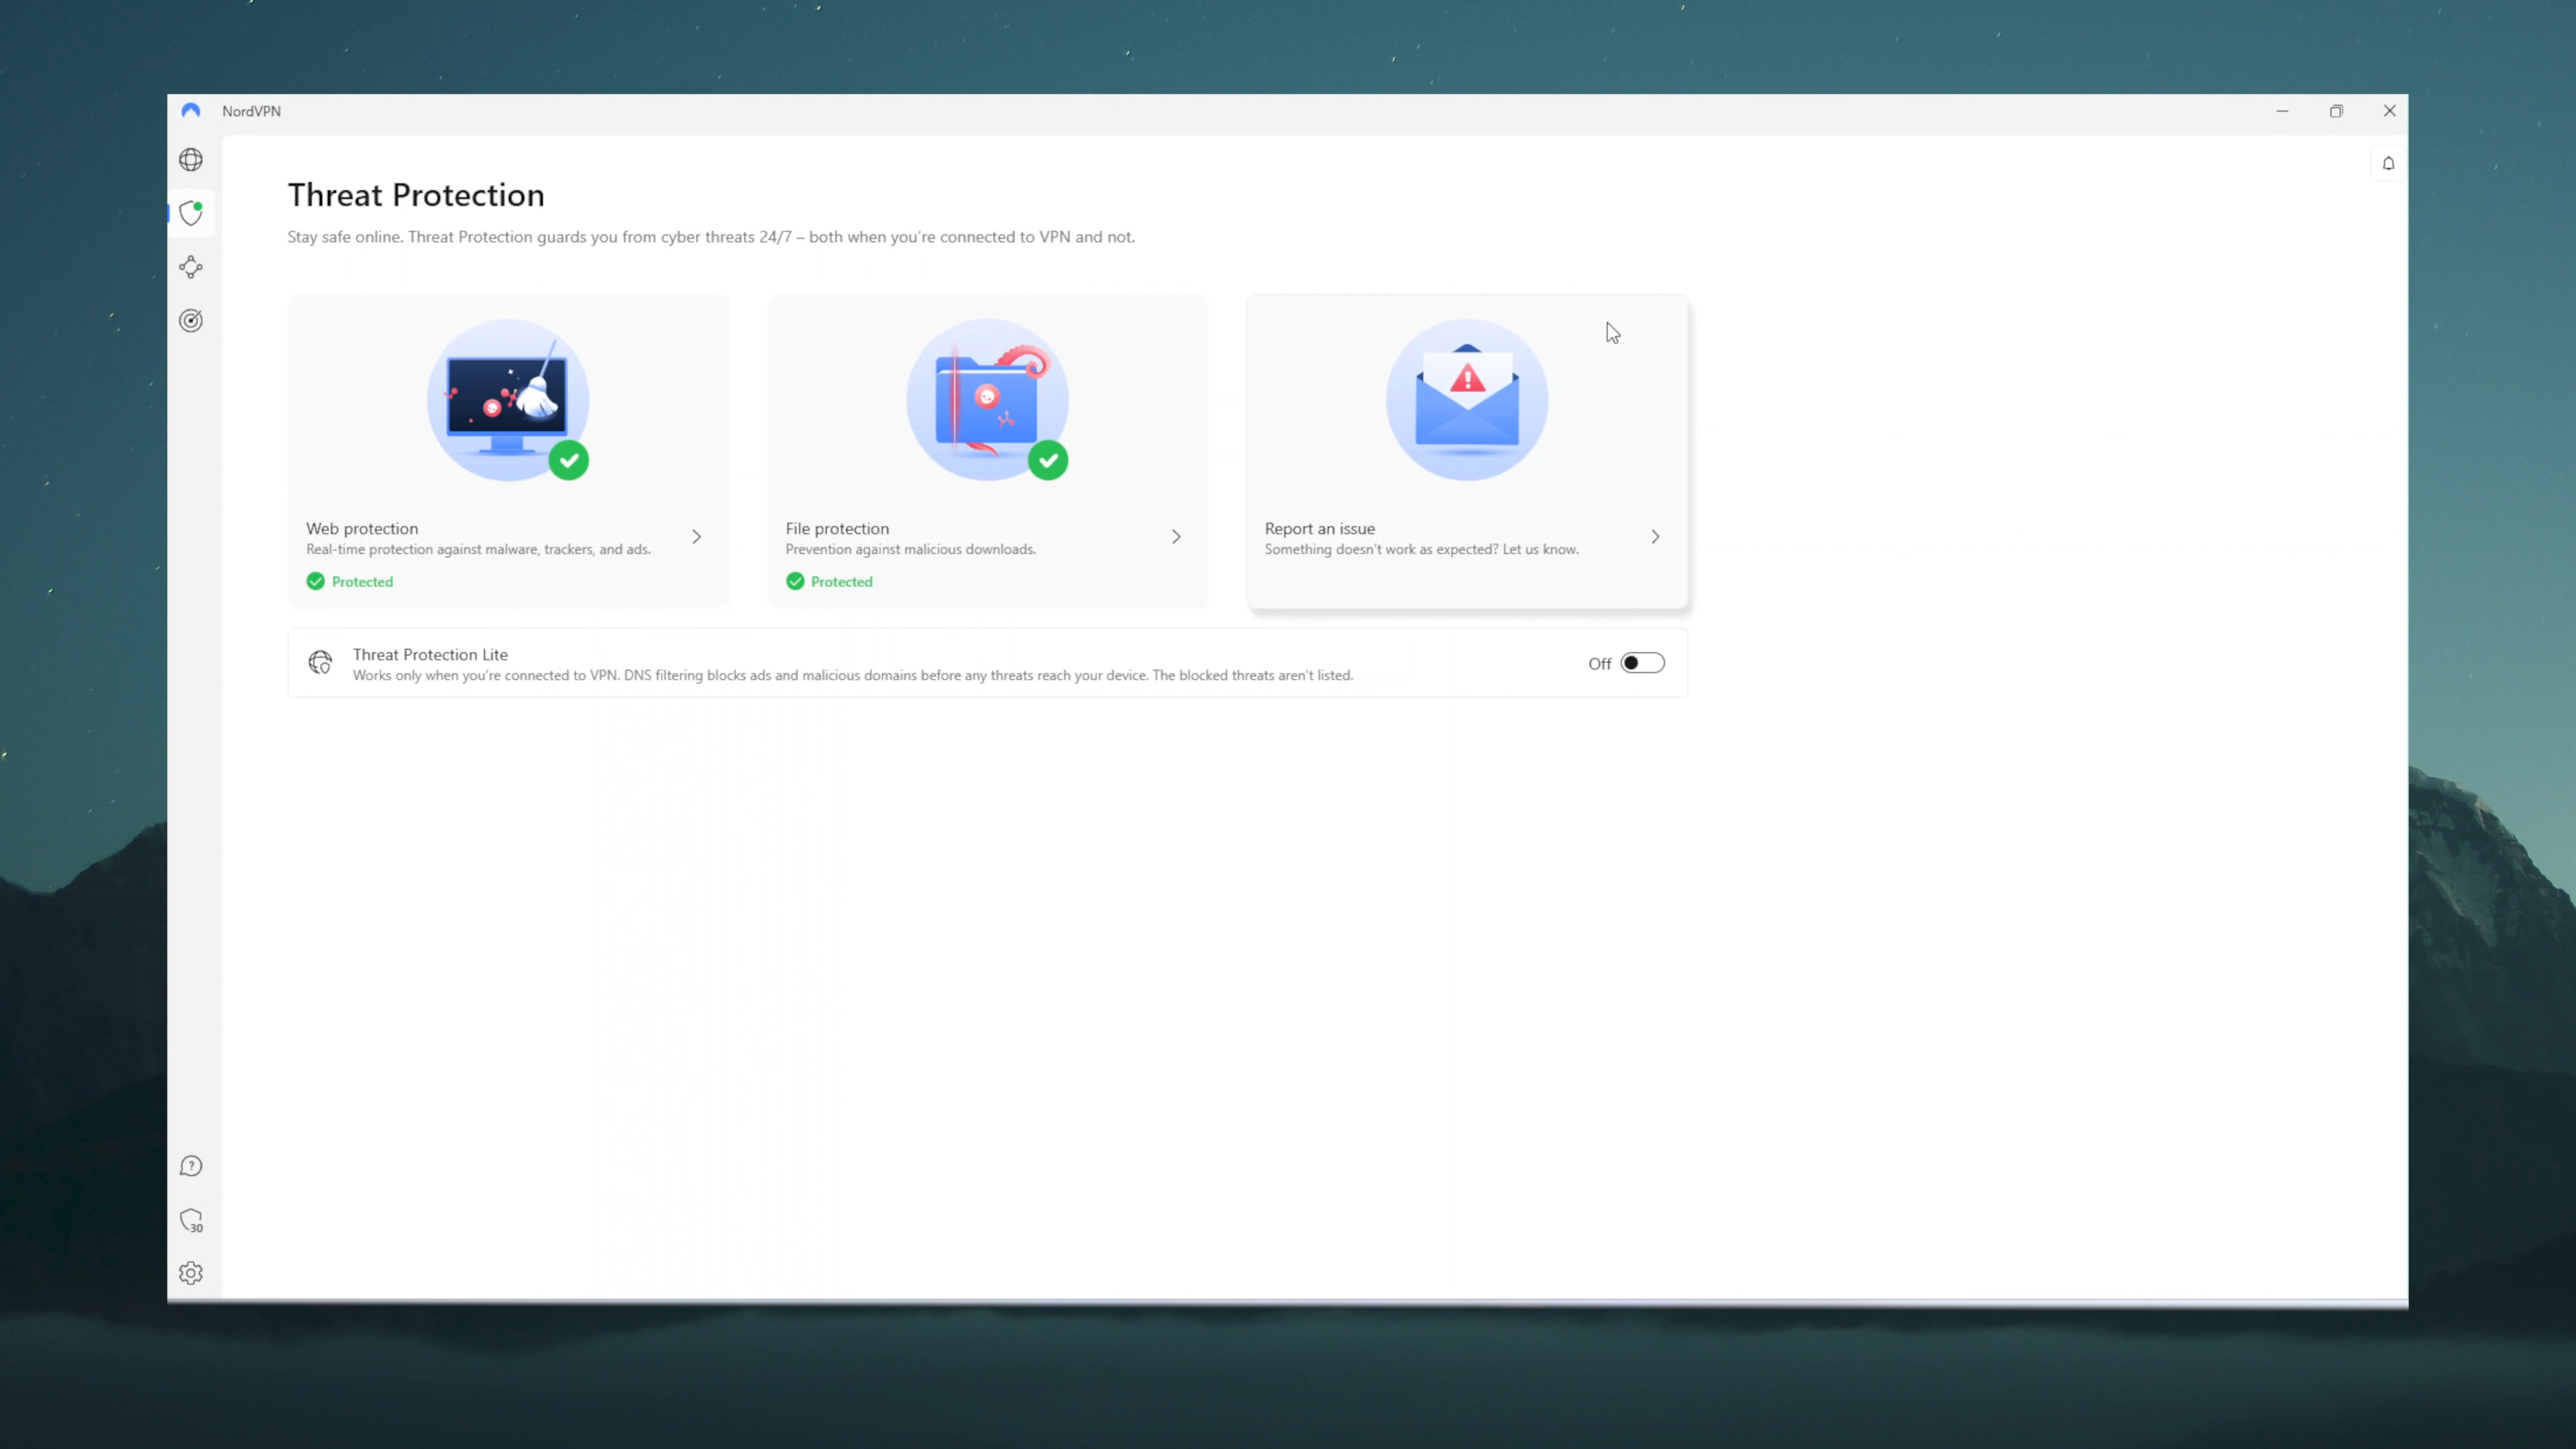 NordVPN
Threat Protection
Stay safe online. Threat Protection guards you from cyber threats 24/7 – both when you're connected to VPN and not.
Web protection
Real-time protection against malware, trackers, and ads.
Protected
File protection
Prevention against malicious downloads.
Protected
Report an issue
Something doesn't work as expected? Let us know.
Threat Protection Lite
Works only when you're connected to VPN. DNS filtering blocks ads and malicious domains before any threats reach your device. The blocked threats aren't listed.
Off
30